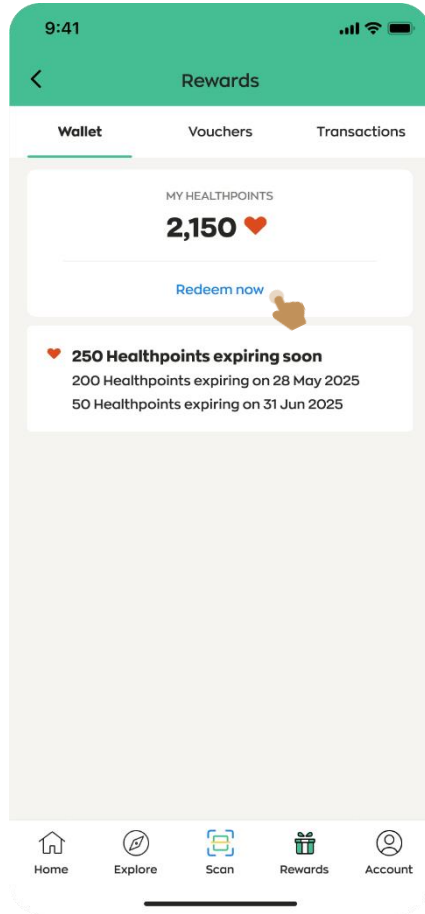 9:41
Rewards
Wallet Vouchers Transactions
MY HEALTHPOINTS
2,150
Redeem now
250 Healthpoints expiring soon
200 Healthpoints expiring on 28 May 2025
50 Healthpoints expiring on 31 Jun 2025
Home Explore Scan Rewards Account